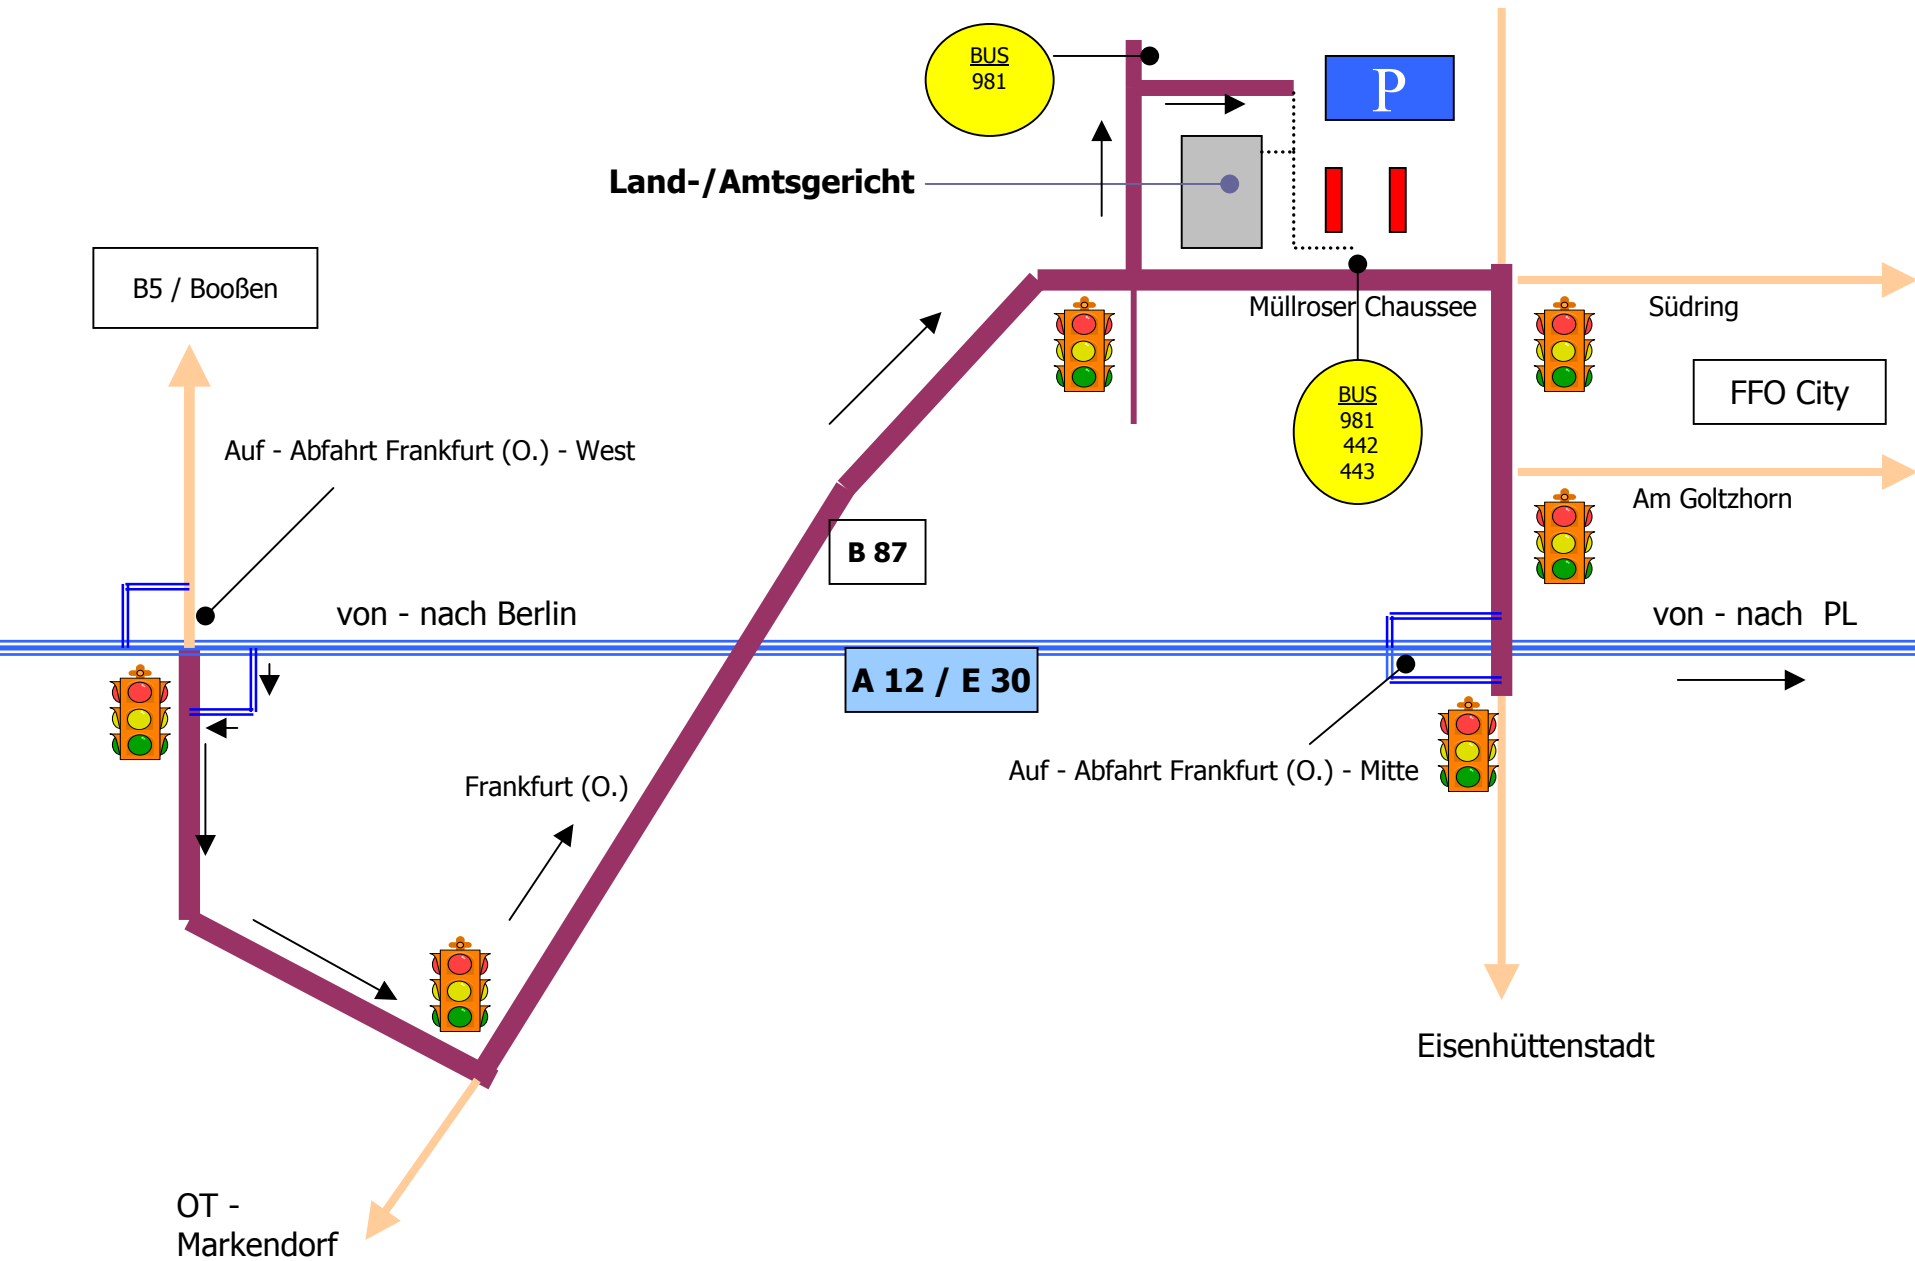 BUS
981
P
Land-/Amtsgericht
B5 / Booßen
Müllroser Chaussee
Südring
BUS
981
442
443
FFO City
Auf - Abfahrt Frankfurt (O.) - West
Am Goltzhorn
B 87
von - nach Berlin
von - nach  PL
A 12 / E 30
Auf - Abfahrt Frankfurt (O.) - Mitte
Frankfurt (O.)
Eisenhüttenstadt
OT -
Markendorf